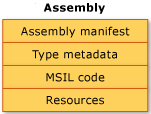 Assembly
Assembly manifest
Type metadata
MSIL code
Resources